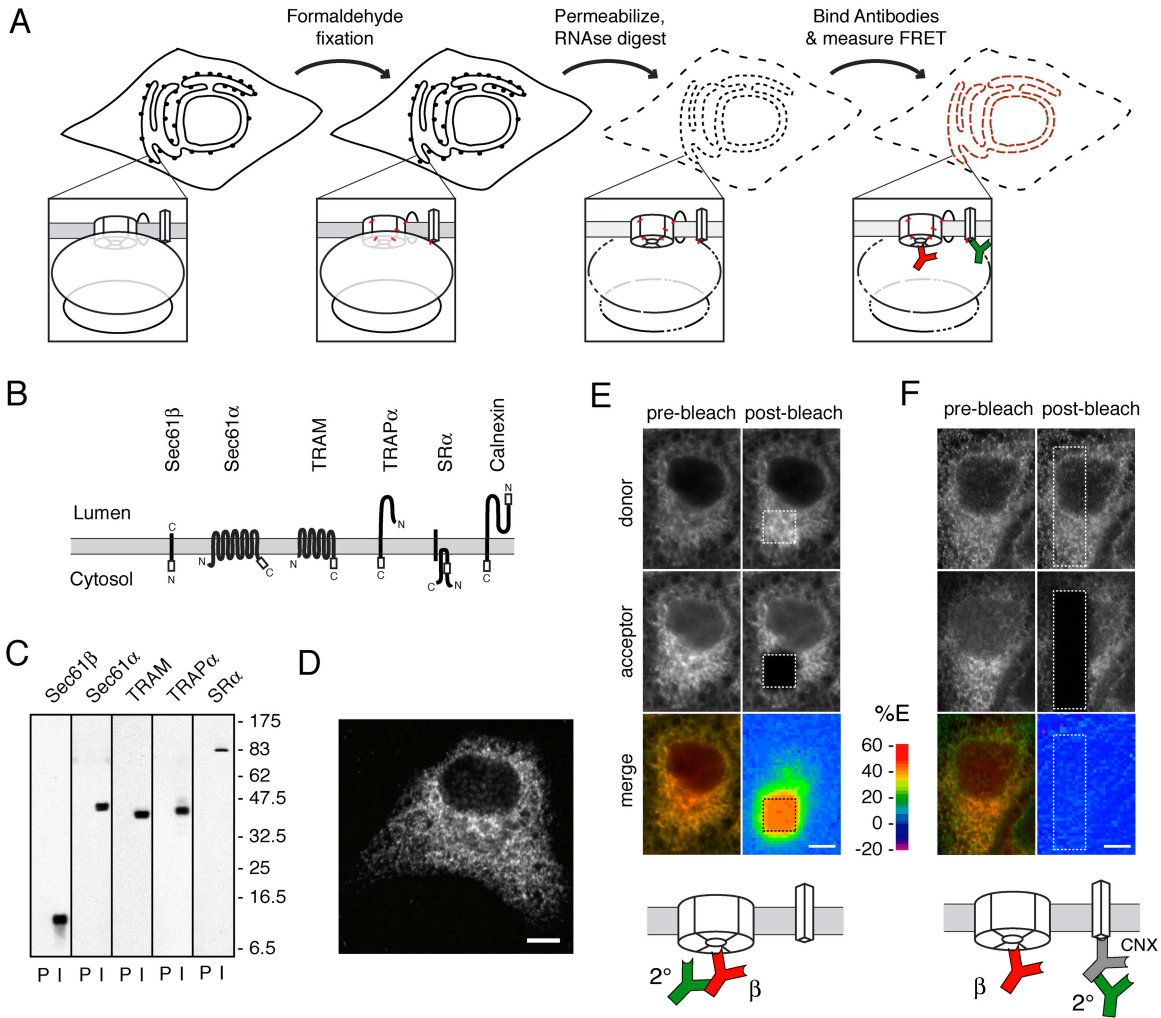 A
Formaldehyde
fixation
Permeabilize,
RNAse digest
Bind Antibodies
& measure FRET
B
Sec61β
Sec61α
TRAM
TRAPα
SRα
Calnexin
Lumen
Cytosol
C
N
N
C
N
C
N
C
C
N
N
C
C
Sec61β
Sec61α
TRAM
TRAPα
SRα
- 175
- 83
- 62
- 47.5
- 32.5
- 25
- 16.5
- 6.5
P I P I P I P I P I
D
E
pre-bleach post-bleach
donor
acceptor
merge
%E
60
40
20
0
-20
2°
β
F
pre-bleach post-bleach
CNX
β
2°